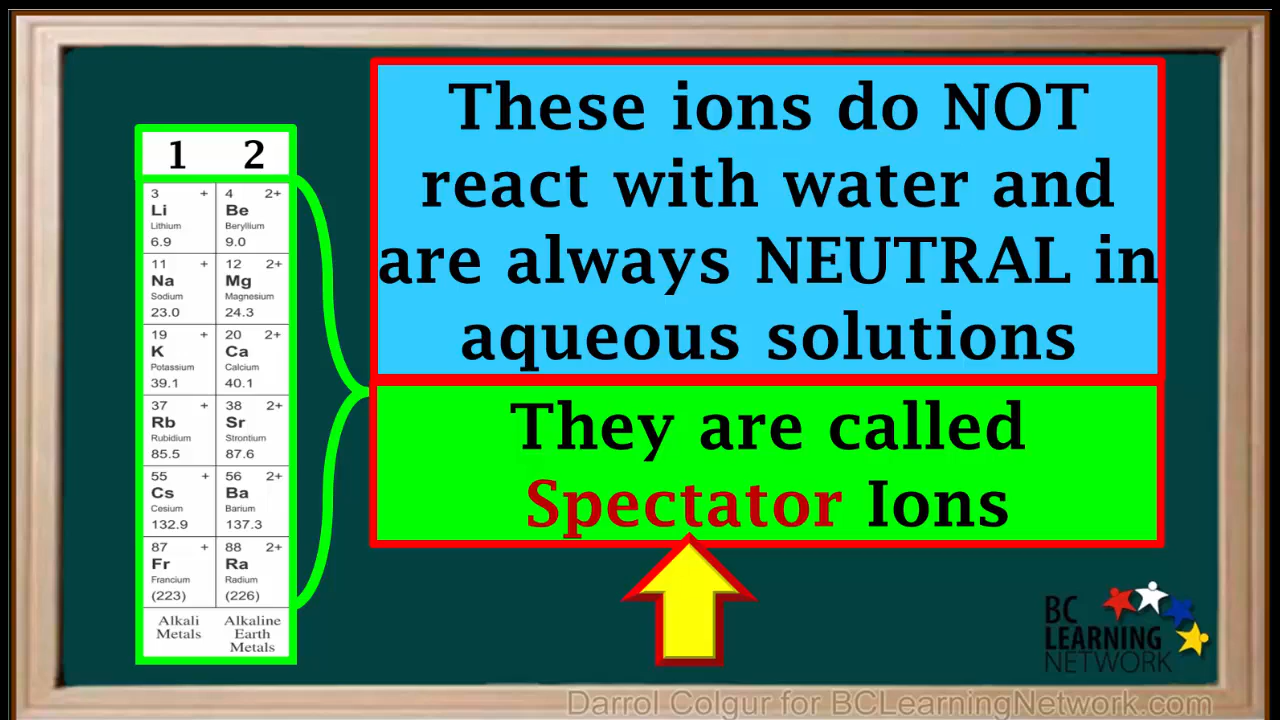 These ions do NOT
react with water and
are always NEUTRAL in
aqueous solutions
They are called
Spectator Ions
1 2
3 + 4 2+
Li Be
Lithium Beryllium
6.9 9.0
11 + 12 2+
Na Mg
Sodium Magnesium
23.0 24.3
19 + 20 2+
K Ca
Potassium Calcium
39.1 40.1
37 + 38 2+
Rb Sr
Rubidium Strontium
85.5 87.6
55 + 56 2+
Cs Ba
Cesium Barium
132.9 137.3
87 + 88 2+
Fr Ra
Francium Radium
(223) (226)
Alkali Alkaline
Metals Earth
Metals
BC
LEARNING
NETWORK
Darrol Colgur for BCLearningNetwork.com